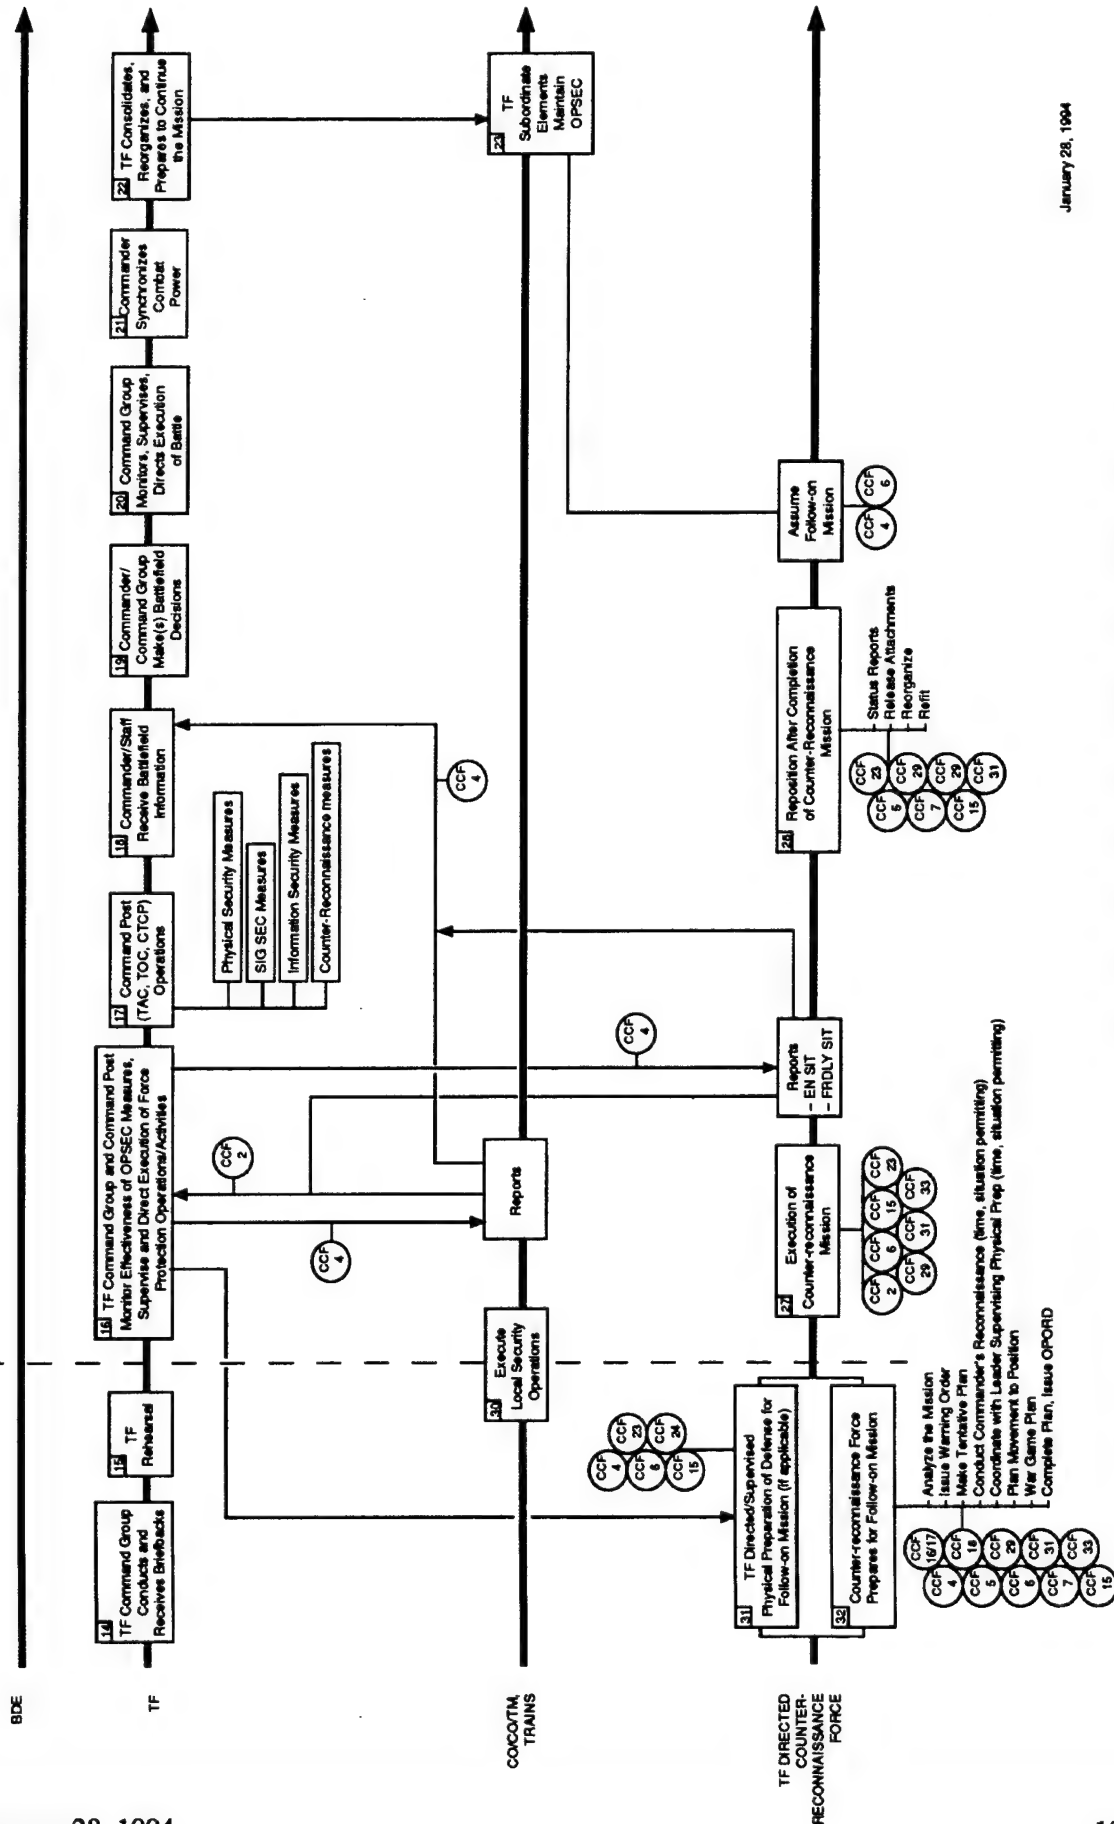 BDE
TF
14
TF Command Group
Conducts and
Receives Briefbacks
15
TF
Rehearsal
16
TF Command Group and Command Post
Monitor Effectiveness of OPSEC Measures,
Supervise and Direct Execution of Force
Protection Operations/Activities
17
Command Post
(TAC, TOC, CTCP)
Operations
Physical Security Measures
SIG SEC Measures
Information Security Measures
Counter-Reconnaissance measures
18
Commander/Staff
Receive Battlefield
Information
19
Commander/
Command Group
Make(s) Battlefield
Decisions
20
Command Group
Monitors, Supervises,
Directs Execution
of Battle
21
Commander
Synchronizes
Combat
Power
22
TF Consolidates,
Reorganizes, and
Prepares to Continue
the Mission
CCF
4
CCF
2
CCF
4
CCF
4
CO/CO/TM,
TRAINS
30
Execute
Local Security
Operations
Reports
23
TF
Subordinate
Elements
Maintain
OPSEC
TF DIRECTED
COUNTER-
RECONNAISSANCE
FORCE
CCF
4
CCF
23
CCF
6
CCF
24
CCF
15
31
TF Directed/Supervised
Physical Preparation of Defense for
Follow-on Mission (if applicable)
32
Counter-reconnaissance Force
Prepares for Follow-on Mission
Analyze the Mission
Issue Warning Order
Make Tentative Plan
Conduct Commander's Reconnaissance (time, situation permitting)
Coordinate with Leader Supervising Physical Prep (time, situation permitting)
Plan Movement to Position
War Game Plan
Complete Plan, Issue OPORD
CCF
16/17
CCF
4
CCF
18
CCF
5
CCF
29
CCF
6
CCF
31
CCF
7
CCF
33
CCF
15
27
Execution of
Counter-reconnaissance
Mission
CCF
2
CCF
6
CCF
15
CCF
23
CCF
29
CCF
31
CCF
33
Reports
– EN SIT
– FRDLY SIT
28
Reposition After Completion
of Counter-Reconnaissance
Mission
Status Reports
Release Attachments
Reorganize
Refit
CCF
23
CCF
5
CCF
29
CCF
7
CCF
29
CCF
15
CCF
31
Assume
Follow-on
Mission
CCF
4
CCF
6
January 28, 1994